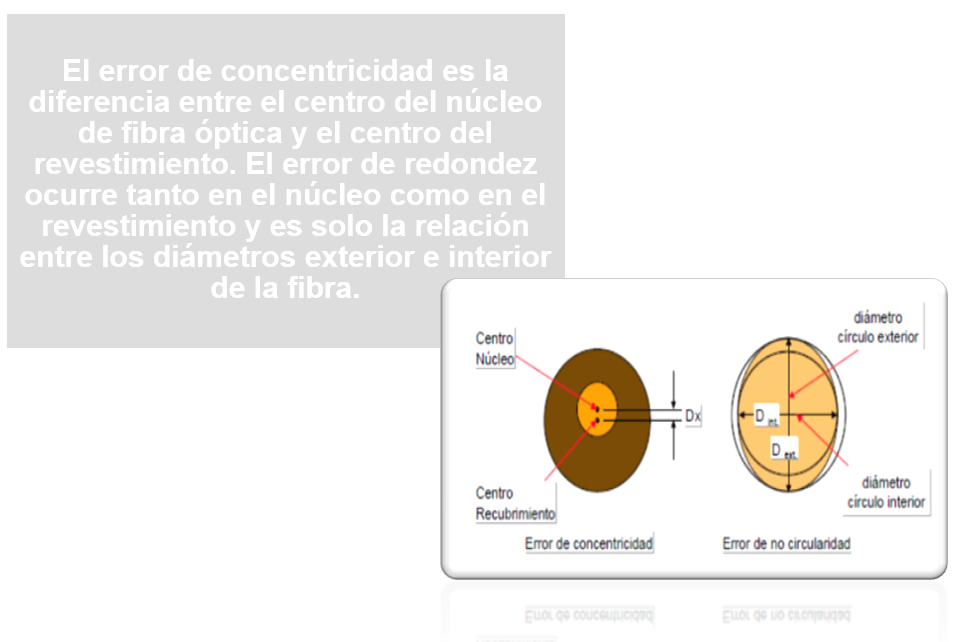 El error de concentricidad es la
diferencia entre el centro del núcleo
de fibra óptica y el centro del
revestimiento. El error de redondez
ocurre tanto en el núcleo como en el
revestimiento y es solo la relación
entre los diámetros exterior e interior
de la fibra.
Centro
Núcleo
Dx
Centro
Recubrimiento
Error de concentricidad
diámetro
círculo exterior
D int.
D ext.
diámetro
círculo interior
Error de no circularidad